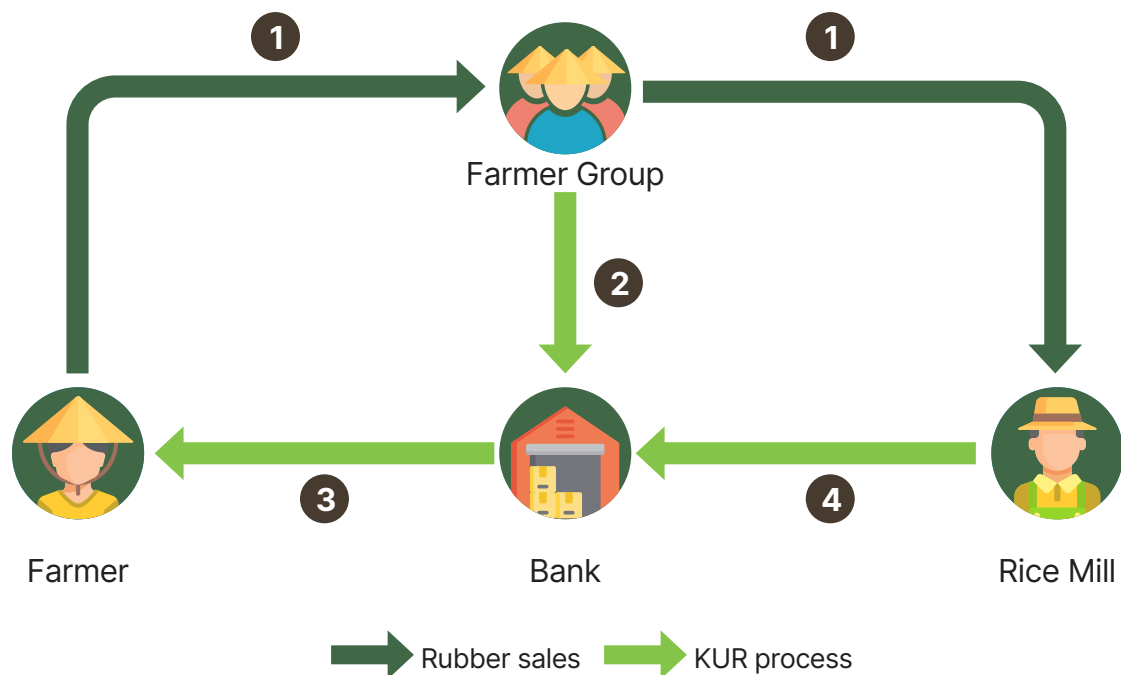 1
1
Farmer Group
2
3
4
Farmer
Bank
Rice Mill
Rubber sales
KUR process